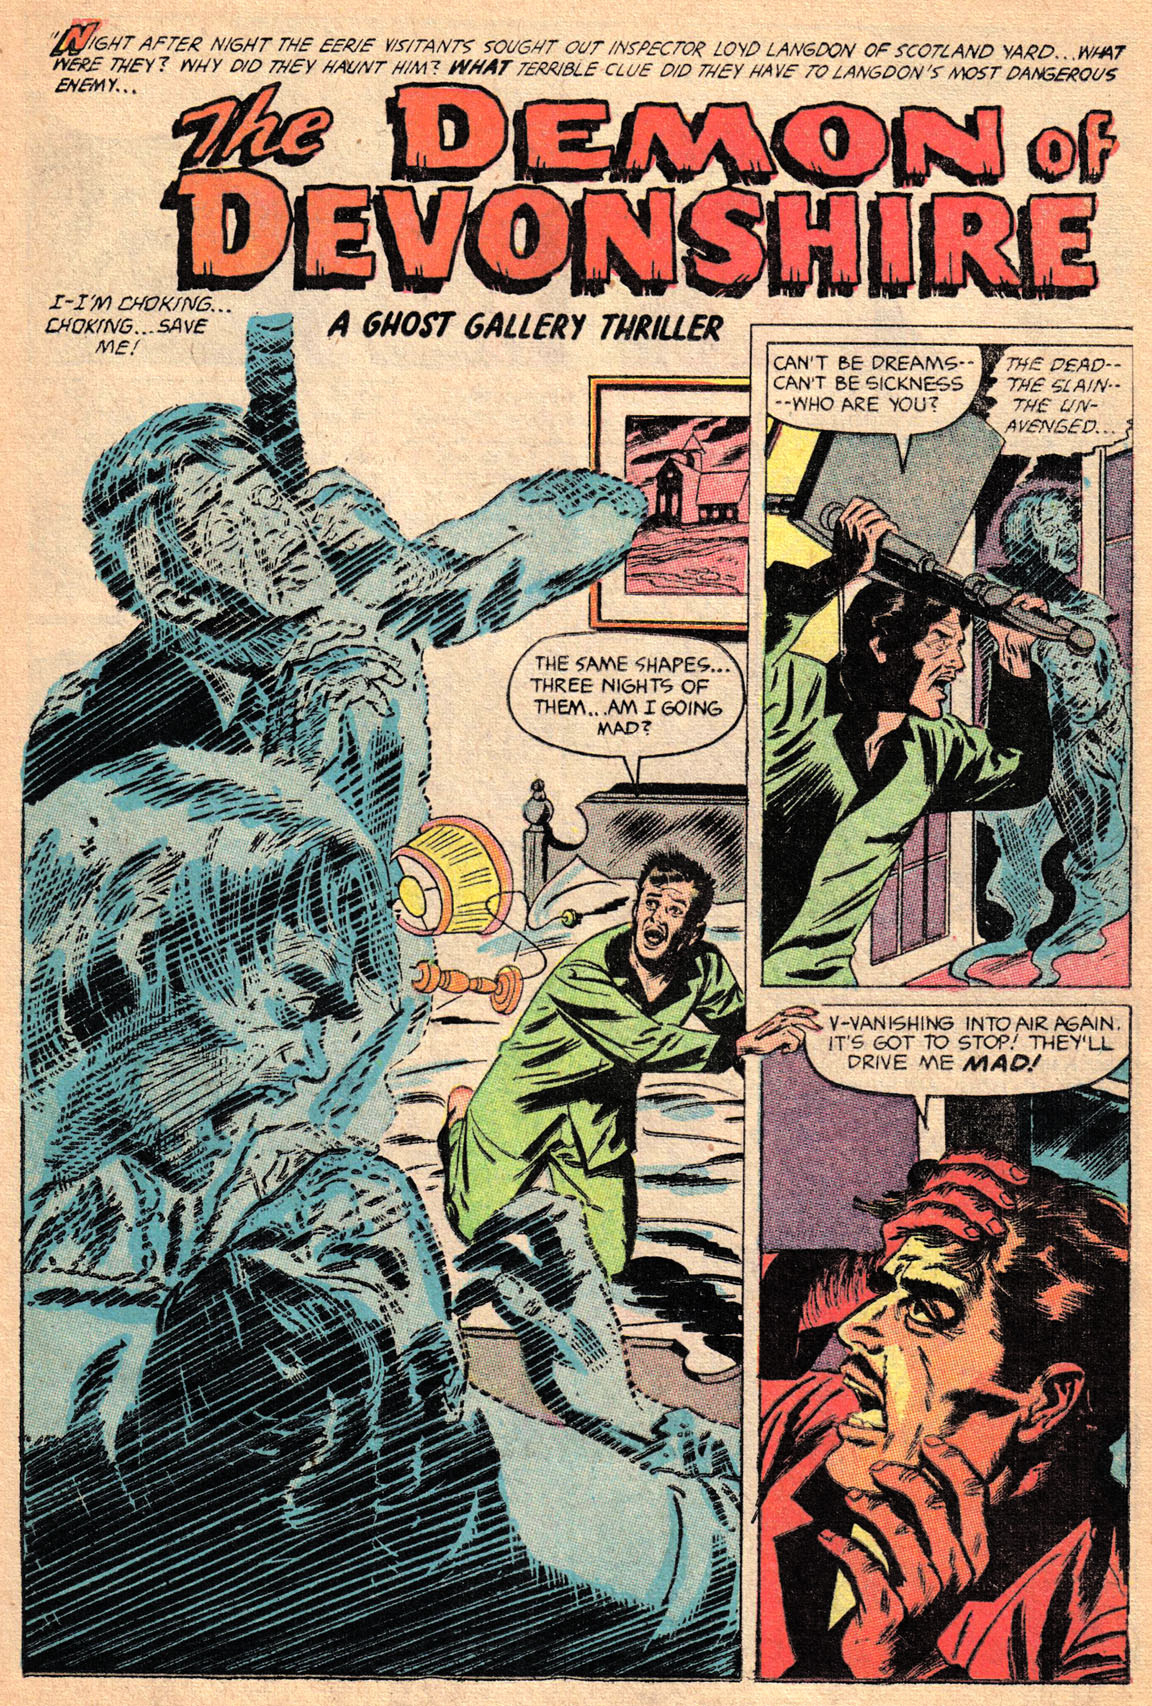 "NIGHT AFTER NIGHT THE EERIE VISITANTS SOUGHT OUT INSPECTOR LOYD LANGDON OF SCOTLAND YARD...WHAT
WERE THEY? WHY DID THEY HAUNT HIM? WHAT TERRIBLE CLUE DID THEY HAVE TO LANGDON'S MOST DANGEROUS
ENEMY...
The DEMON OF
DEVONSHIRE
A GHOST GALLERY THRILLER
I-I'M CHOKING...
CHOKING...SAVE
ME!
THE SAME SHAPES...
THREE NIGHTS OF
THEM...AM I GOING
MAD?
CAN'T BE DREAMS--
CAN'T BE SICKNESS
--WHO ARE YOU?
THE DEAD--
THE SLAIN--
THE UN-
AVENGED...
V-VANISHING INTO AIR AGAIN.
IT'S GOT TO STOP! THEY'LL
DRIVE ME MAD!